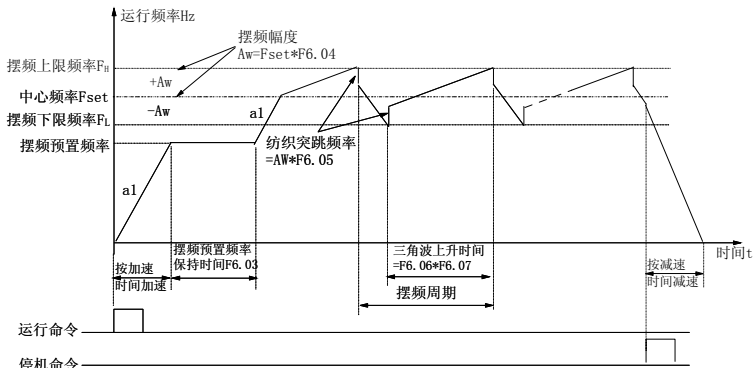 运行频率Hz
摆频幅度
Aw=Fset*F6.04
摆频上限频率FH
+Aw
中心频率Fset
-Aw
a1
摆频下限频率FL
纺织突跳频率
=AW*F6.05
摆频预置频率
a1
时间t
摆频预置频率
保持时间F6.03
三角波上升时间
=F6.06*F6.07
按加速
时间加速
按减速
时间减速
摆频周期
运行命令
停机命令